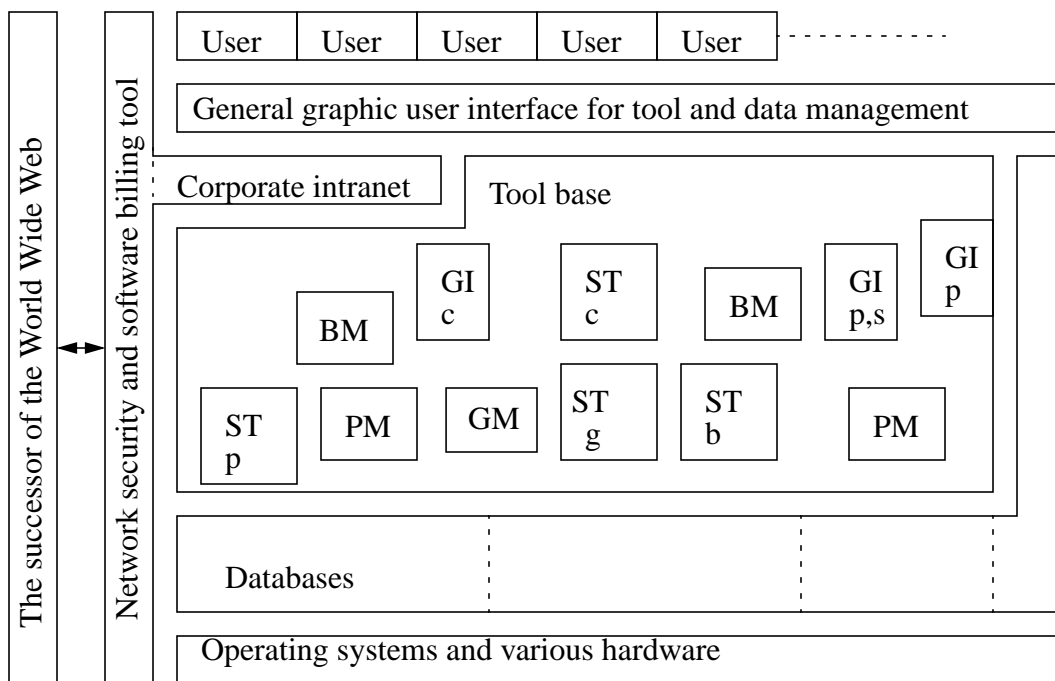 The successor of the World Wide Web
Network security and software billing tool
User User User User User
General graphic user interface for tool and data management
Corporate intranet
Tool base
GI
c
ST
c
GI
p,s
GI
p
BM
BM
ST
p
PM
GM
ST
g
ST
b
PM
Databases
Operating systems and various hardware